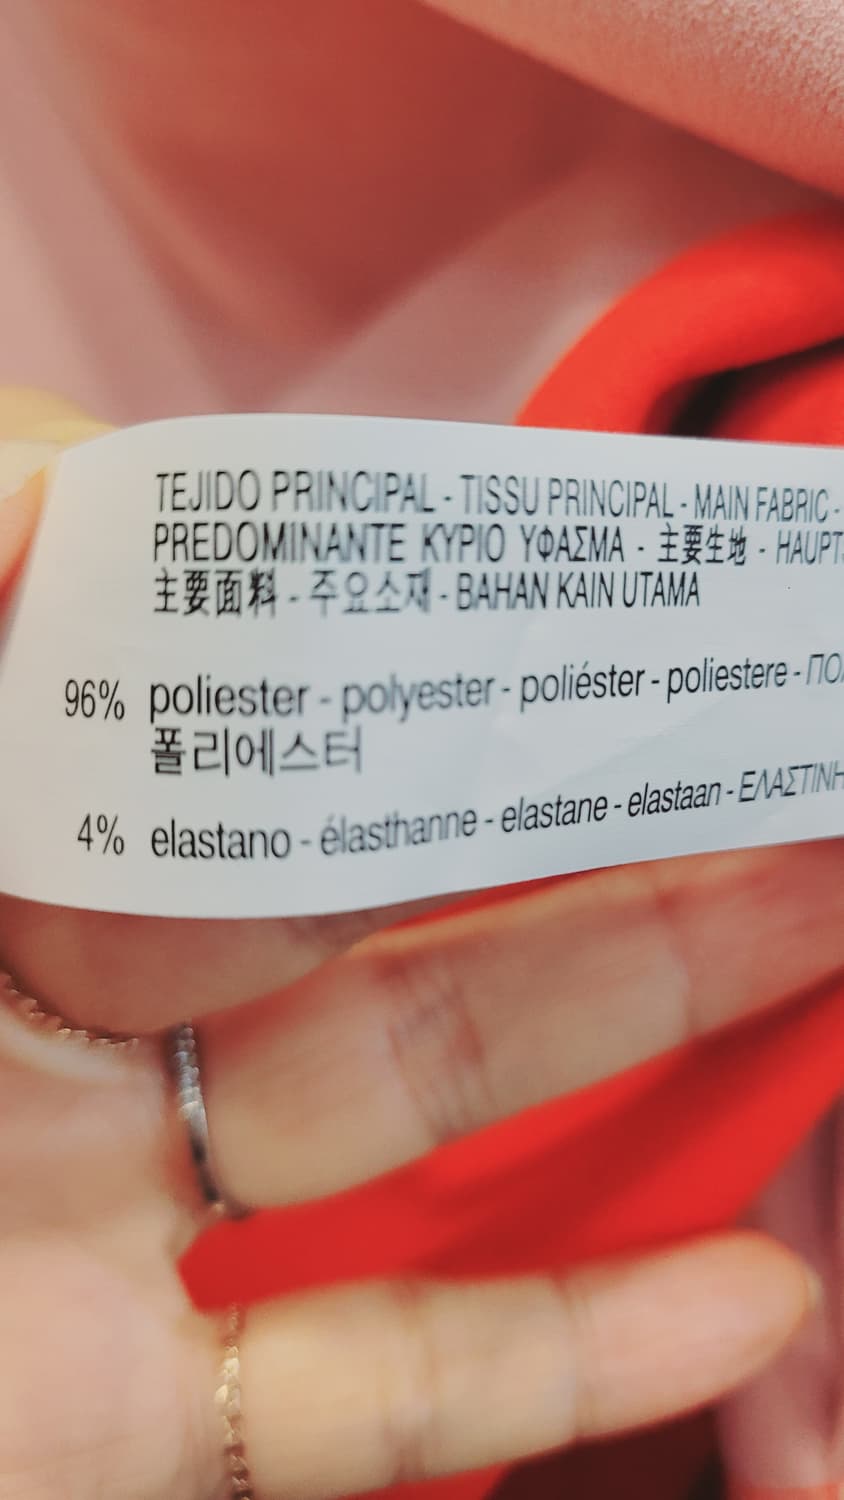 TEJIDO PRINCIPAL - TISSU PRINCIPAL - MAIN FABRIC -
PREDOMINANTE ΚΥΡΙΟ ΥΦΑΣΜΑ - 主要生地 -
主要面料 - 주요소재 - BAHAN KAIN UTAMA
96% poliester - polyester - poliéster - poliestere -
폴리에스터
4% elastano - élasthanne - elastane - elastaan -